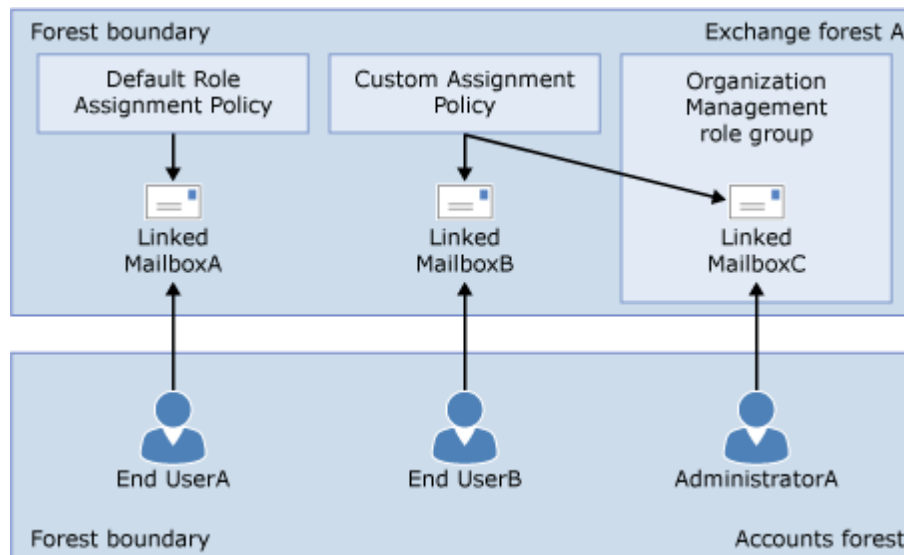 Forest boundary
Exchange forest A
Default Role
Assignment Policy
Custom Assignment
Policy
Organization
Management
role group
Linked
MailboxA
Linked
MailboxB
Linked
MailboxC
End UserA
End UserB
AdministratorA
Forest boundary
Accounts forest